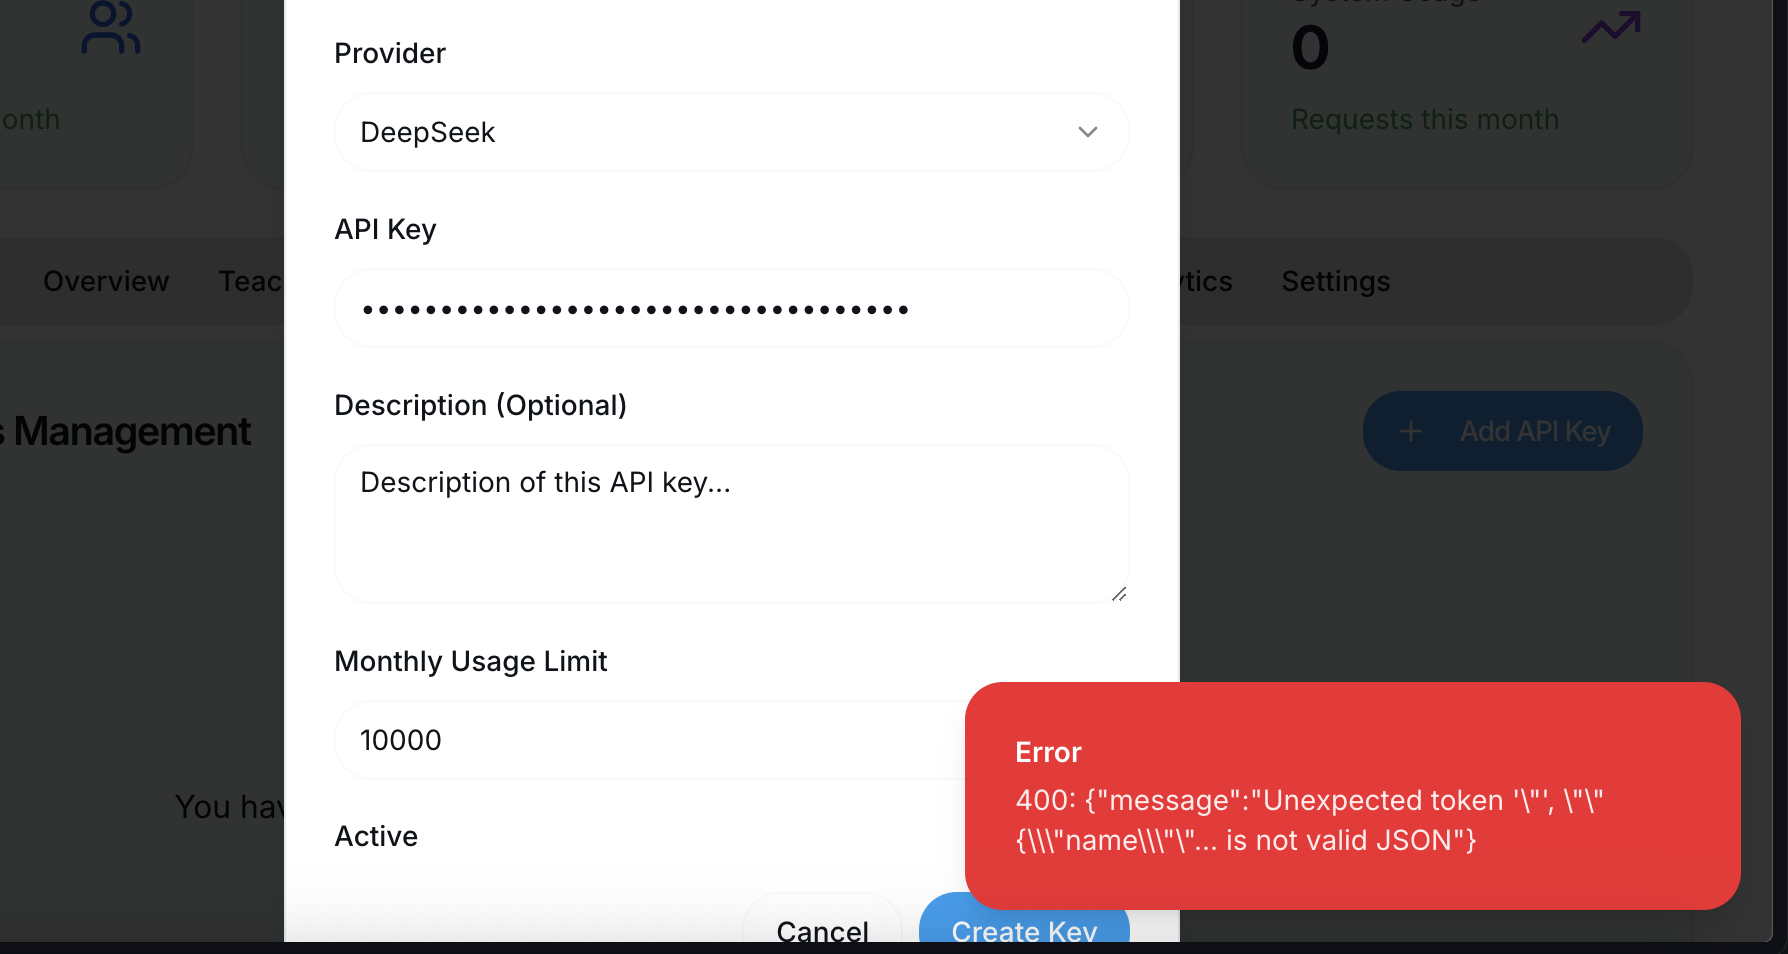 Provider
0
DeepSeek
onth
Requests this month
API Key
Overview
Settings
••••••••••••••••••••••••••••••••••
Description (Optional)
Management
Add API Key
Description of this API key...
Monthly Usage Limit
10000
Error
400: {"message":"Unexpected token '\"', \"\"
{\\\"name\\\"\"... is not valid JSON"}
You hav
Active
Cancel
Create Key